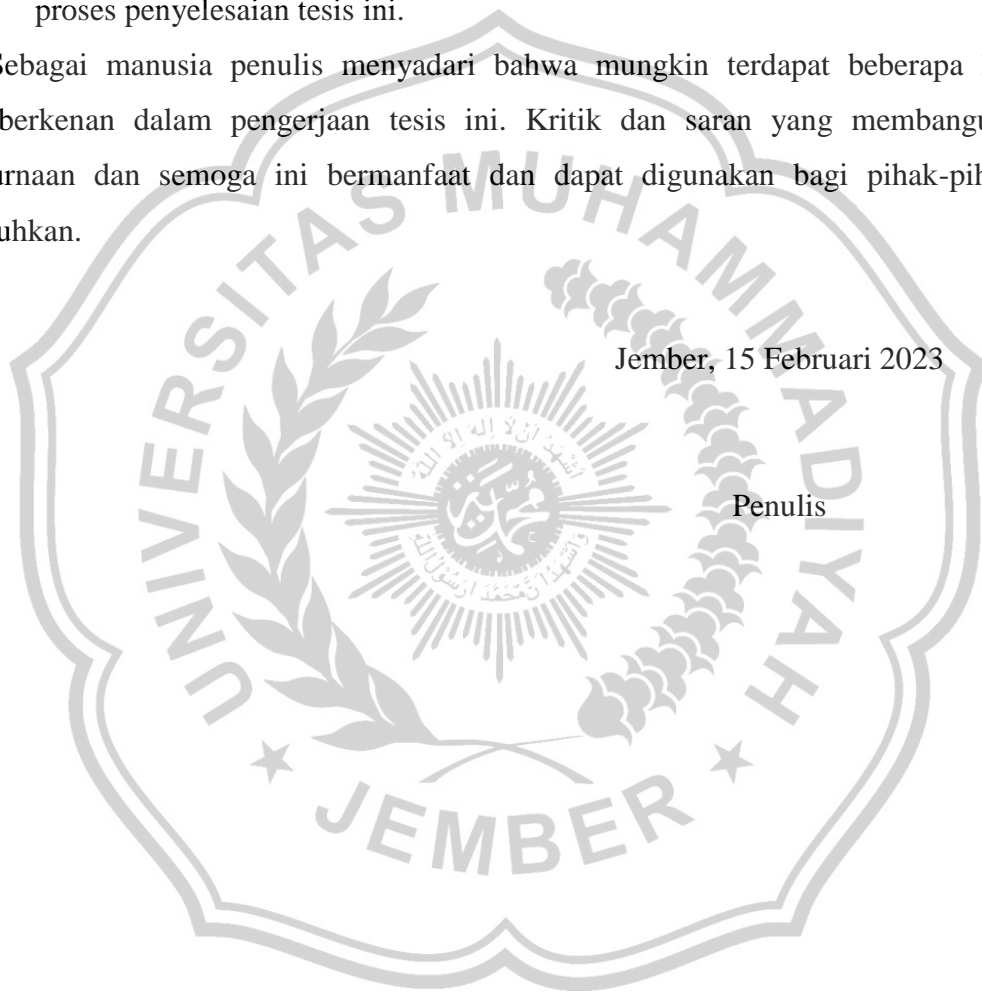 proses penyelesaian tesis ini.
Sebagai manusia penulis menyadari bahwa mungkin terdapat beberapa
berkenan dalam pengerjaan tesis ini. Kritik dan saran yang membangu
urnaan dan semoga ini bermanfaat dan dapat digunakan bagi pihak-pih
uhkan.
Jember, 15 Februari 2023
Penulis
UNIVERSITAS MUHAMMADIYAH
JEMBER